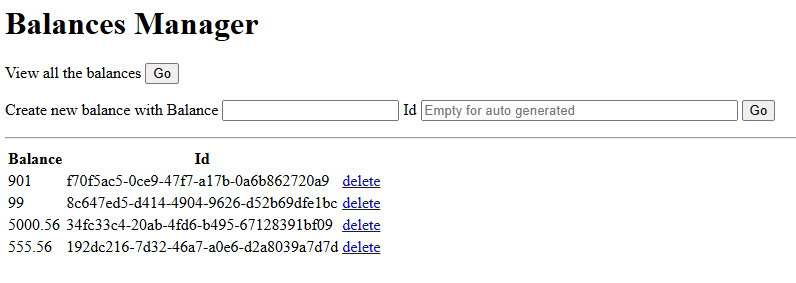 Balances Manager
View all the balances Go
Create new balance with Balance Id Empty for auto generated Go
Balance Id
901 f70f5ac5-0ce9-47f7-a17b-0a6b862720a9 delete
99 8c647ed5-d414-4904-9626-d52b69dfe1bc delete
5000.56 34fc33c4-20ab-4fd6-b495-67128391bf09 delete
555.56 192dc216-7d32-46a7-a0e6-d2a8039a7d7d delete